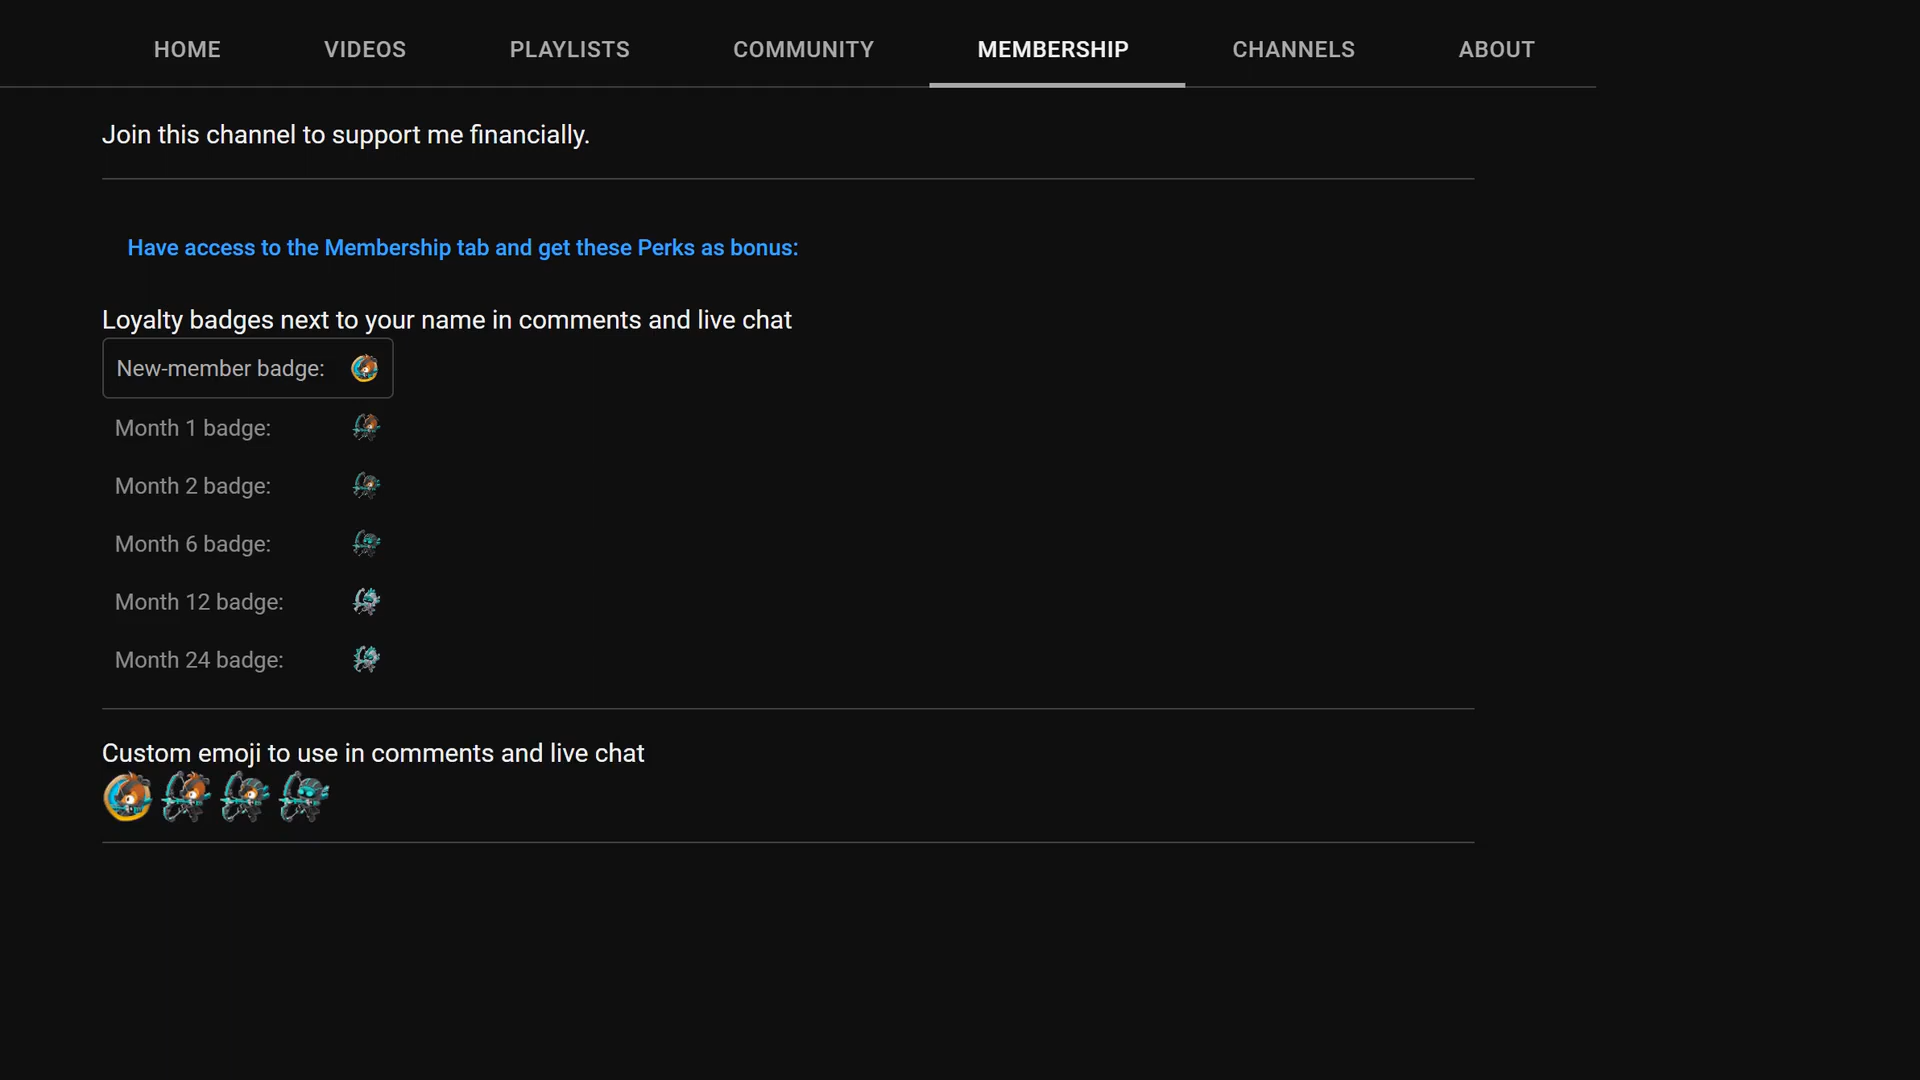 HOME VIDEOS PLAYLISTS COMMUNITY MEMBERSHIP CHANNELS ABOUT
Join this channel to support me financially.
Have access to the Membership tab and get these Perks as bonus:
Loyalty badges next to your name in comments and live chat
New-member badge:
Month 1 badge:
Month 2 badge:
Month 6 badge:
Month 12 badge:
Month 24 badge:
Custom emoji to use in comments and live chat